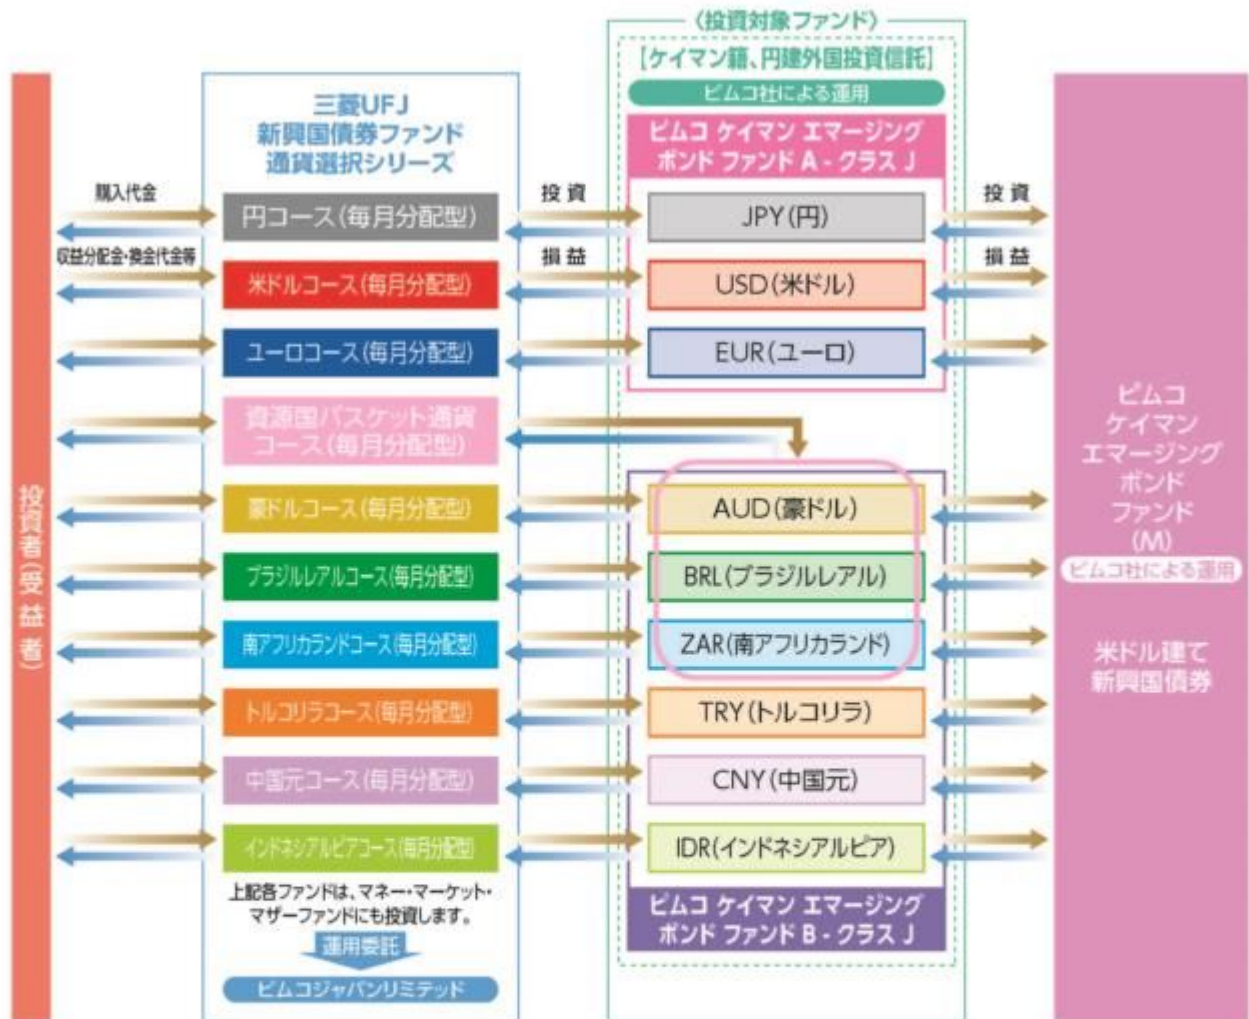 〈投資対象ファンド〉
【ケイマン籍、円建外国投資信託】
ピムコ社による運用
三菱UFJ
新興国債券ファンド
通貨選択シリーズ
ピムコ ケイマン エマージング
ボンド ファンド A - クラス J
購入代金
投資
投資
円コース(毎月分配型)
JPY(円)
収益分配金・換金代金等
損益
損益
米ドルコース(毎月分配型)
USD(米ドル)
ユーロコース(毎月分配型)
EUR(ユーロ)
資源国バスケット通貨
コース(毎月分配型)
豪ドルコース(毎月分配型)
AUD(豪ドル)
ブラジルレアルコース(毎月分配型)
BRL(ブラジルレアル)
南アフリカランドコース(毎月分配型)
ZAR(南アフリカランド)
トルコリラコース(毎月分配型)
TRY(トルコリラ)
中国元コース(毎月分配型)
CNY(中国元)
インドネシアルピアコース(毎月分配型)
IDR(インドネシアルピア)
上記各ファンドは、マネー・マーケット・
マザーファンドにも投資します。
運用委託
ピムコジャパンリミテッド
ピムコ ケイマン エマージング
ボンド ファンド B - クラス J
投資者(受益者)
ピムコ
ケイマン
エマージング
ボンド
ファンド
(M)
ピムコ社による運用
米ドル建て
新興国債券